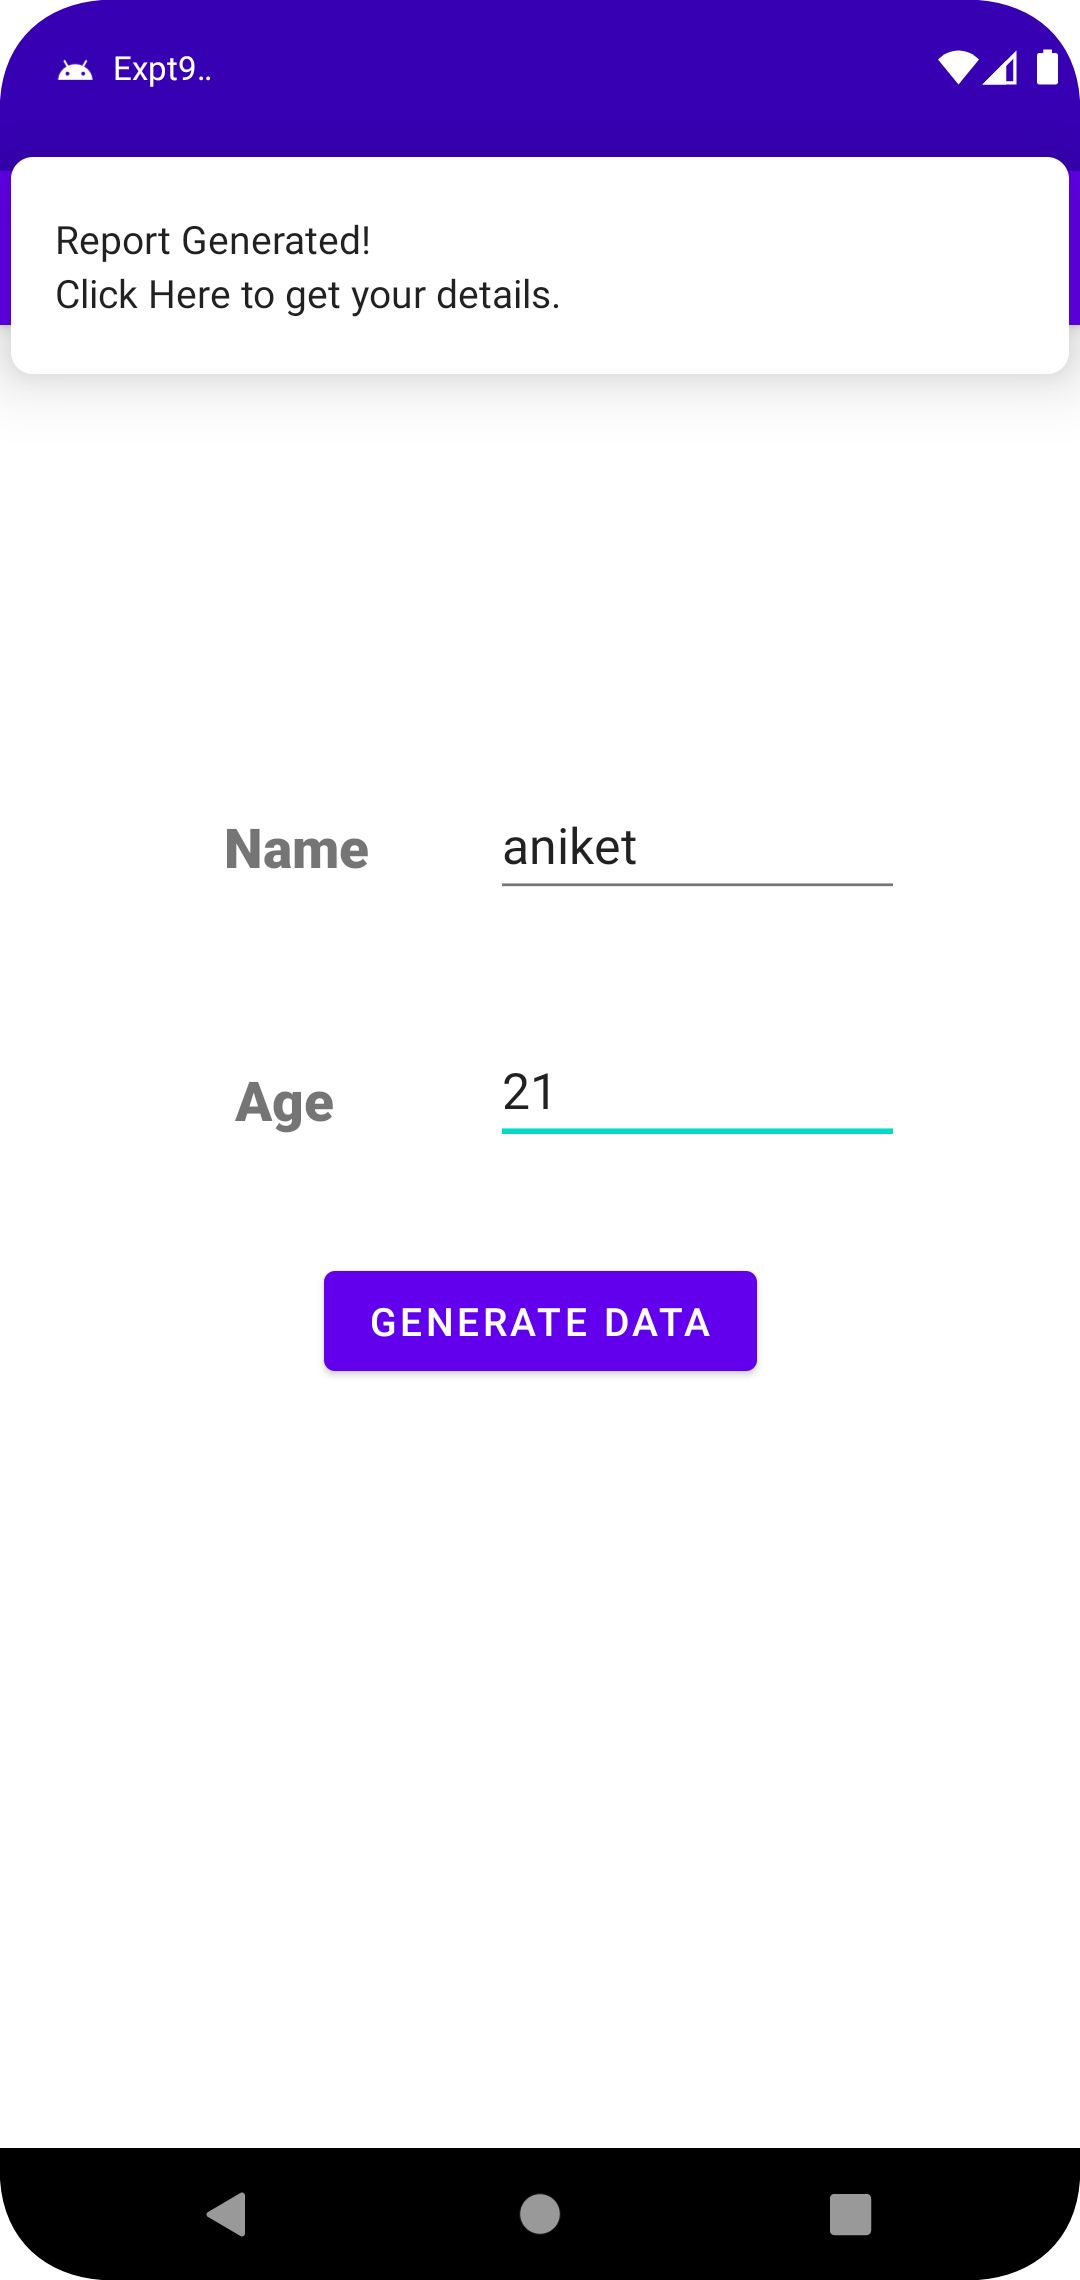 Expt9..
Report Generated!
Click Here to get your details.
Name
aniket
Age
21
GENERATE DATA